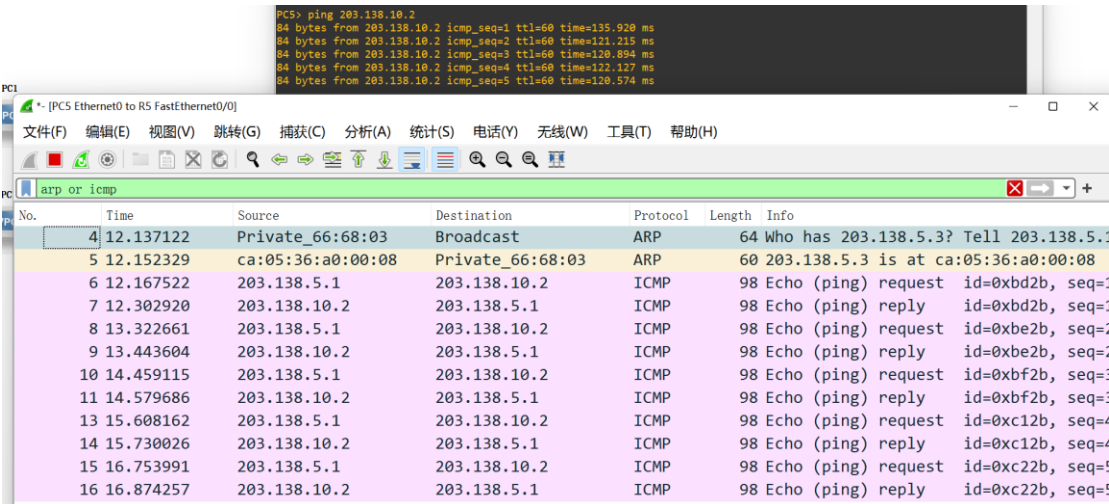 PC5> ping 203.138.10.2
84 bytes from 203.138.10.2 icmp_seq=1 ttl=60 time=135.920 ms
84 bytes from 203.138.10.2 icmp_seq=2 ttl=60 time=121.215 ms
84 bytes from 203.138.10.2 icmp_seq=3 ttl=60 time=120.894 ms
84 bytes from 203.138.10.2 icmp_seq=4 ttl=60 time=122.127 ms
84 bytes from 203.138.10.2 icmp_seq=5 ttl=60 time=120.574 ms
PC1
*- [PC5 Ethernet0 to R5 FastEthernet0/0]
文件(F) 编辑(E) 视图(V) 跳转(G) 捕获(C) 分析(A) 统计(S) 电话(Y) 无线(W) 工具(T) 帮助(H)
PC
arp or icmp
No. Time Source Destination Protocol Length Info
4 12.137122 Private_66:68:03 Broadcast ARP 64 Who has 203.138.5.3? Tell 203.138.5.1
5 12.152329 ca:05:36:a0:00:08 Private_66:68:03 ARP 60 203.138.5.3 is at ca:05:36:a0:00:08
6 12.167522 203.138.5.1 203.138.10.2 ICMP 98 Echo (ping) request id=0xbd2b, seq=1
7 12.302920 203.138.10.2 203.138.5.1 ICMP 98 Echo (ping) reply id=0xbd2b, seq=1
8 13.322661 203.138.5.1 203.138.10.2 ICMP 98 Echo (ping) request id=0xbe2b, seq=2
9 13.443604 203.138.10.2 203.138.5.1 ICMP 98 Echo (ping) reply id=0xbe2b, seq=2
10 14.459115 203.138.5.1 203.138.10.2 ICMP 98 Echo (ping) request id=0xbf2b, seq=3
11 14.579686 203.138.10.2 203.138.5.1 ICMP 98 Echo (ping) reply id=0xbf2b, seq=3
13 15.608162 203.138.5.1 203.138.10.2 ICMP 98 Echo (ping) request id=0xc12b, seq=4
14 15.730026 203.138.10.2 203.138.5.1 ICMP 98 Echo (ping) reply id=0xc12b, seq=4
15 16.753991 203.138.5.1 203.138.10.2 ICMP 98 Echo (ping) request id=0xc22b, seq=5
16 16.874257 203.138.10.2 203.138.5.1 ICMP 98 Echo (ping) reply id=0xc22b, seq=5